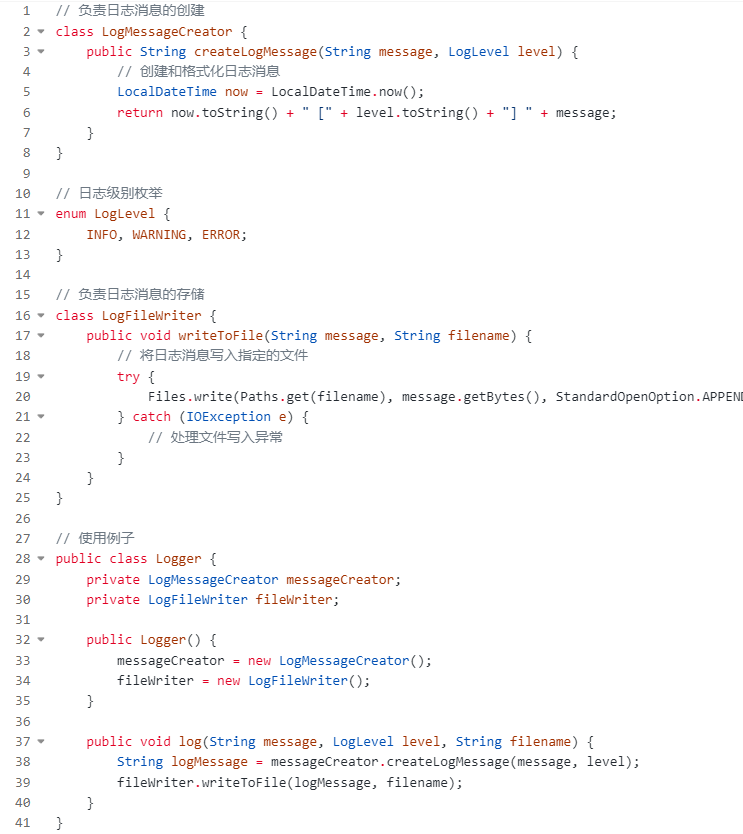 1 // 负责日志消息的创建
2 class LogMessageCreator {
3 public String createLogMessage(String message, LogLevel level) {
4 // 创建和格式化日志消息
5 LocalDateTime now = LocalDateTime.now();
6 return now.toString() + " [" + level.toString() + "] " + message;
7 }
8 }
9
10 // 日志级别枚举
11 enum LogLevel {
12 INFO, WARNING, ERROR;
13 }
14
15 // 负责日志消息的存储
16 class LogFileWriter {
17 public void writeToFile(String message, String filename) {
18 // 将日志消息写入指定的文件
19 try {
20 Files.write(Paths.get(filename), message.getBytes(), StandardOpenOption.APPEND
21 } catch (IOException e) {
22 // 处理文件写入异常
23 }
24 }
25 }
26
27 // 使用例子
28 public class Logger {
29 private LogMessageCreator messageCreator;
30 private LogFileWriter fileWriter;
31
32 public Logger() {
33 messageCreator = new LogMessageCreator();
34 fileWriter = new LogFileWriter();
35 }
36
37 public void log(String message, LogLevel level, String filename) {
38 String logMessage = messageCreator.createLogMessage(message, level);
39 fileWriter.writeToFile(logMessage, filename);
40 }
41 }